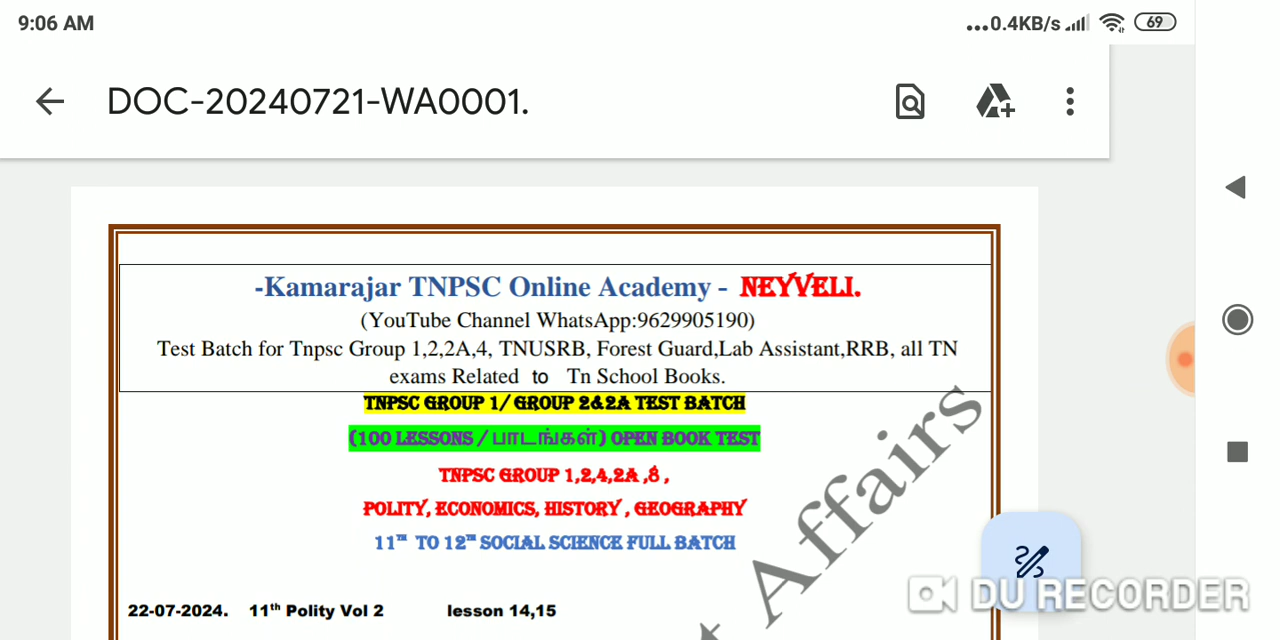 9:06 AM
...0.4KB/s
69
DOC-20240721-WA0001.
-Kamarajar TNPSC Online Academy - NEYVELI.
(YouTube Channel WhatsApp:9629905190)
Test Batch for Tnpsc Group 1,2,2A,4, TNUSRB, Forest Guard,Lab Assistant,RRB, all TN
exams Related to Tn School Books.
TNPSC GROUP 1/ GROUP 2&2A TEST BATCH
(100 LESSONS / பாடங்கள்) OPEN BOOK TEST
TNPSC GROUP 1,2,4,2A ,8 ,
POLITY, ECONOMICS, HISTORY , GEOGRAPHY
11TH TO 12TH SOCIAL SCIENCE FULL BATCH
22-07-2024. 11th Polity Vol 2 lesson 14,15
t Affairs
DU RECORDER